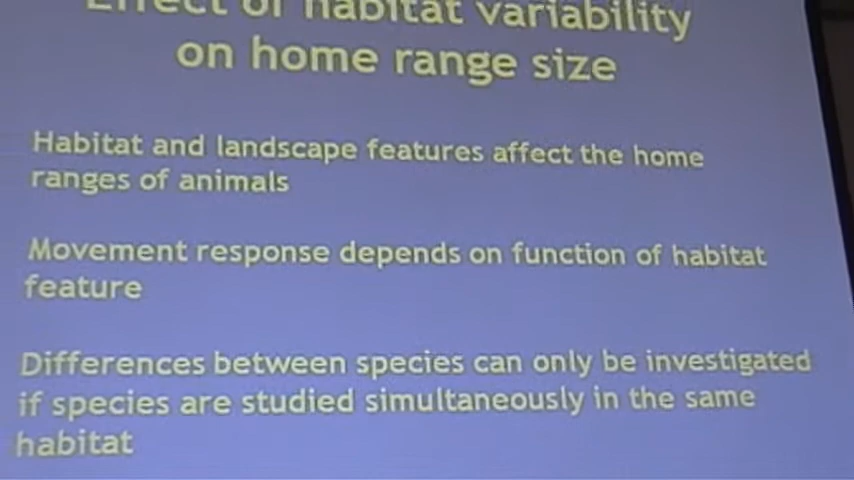 Effect of habitat variability
on home range size
Habitat and landscape features affect the home
ranges of animals
Movement response depends on function of habitat
feature
Differences between species can only be investigated
if species are studied simultaneously in the same
habitat